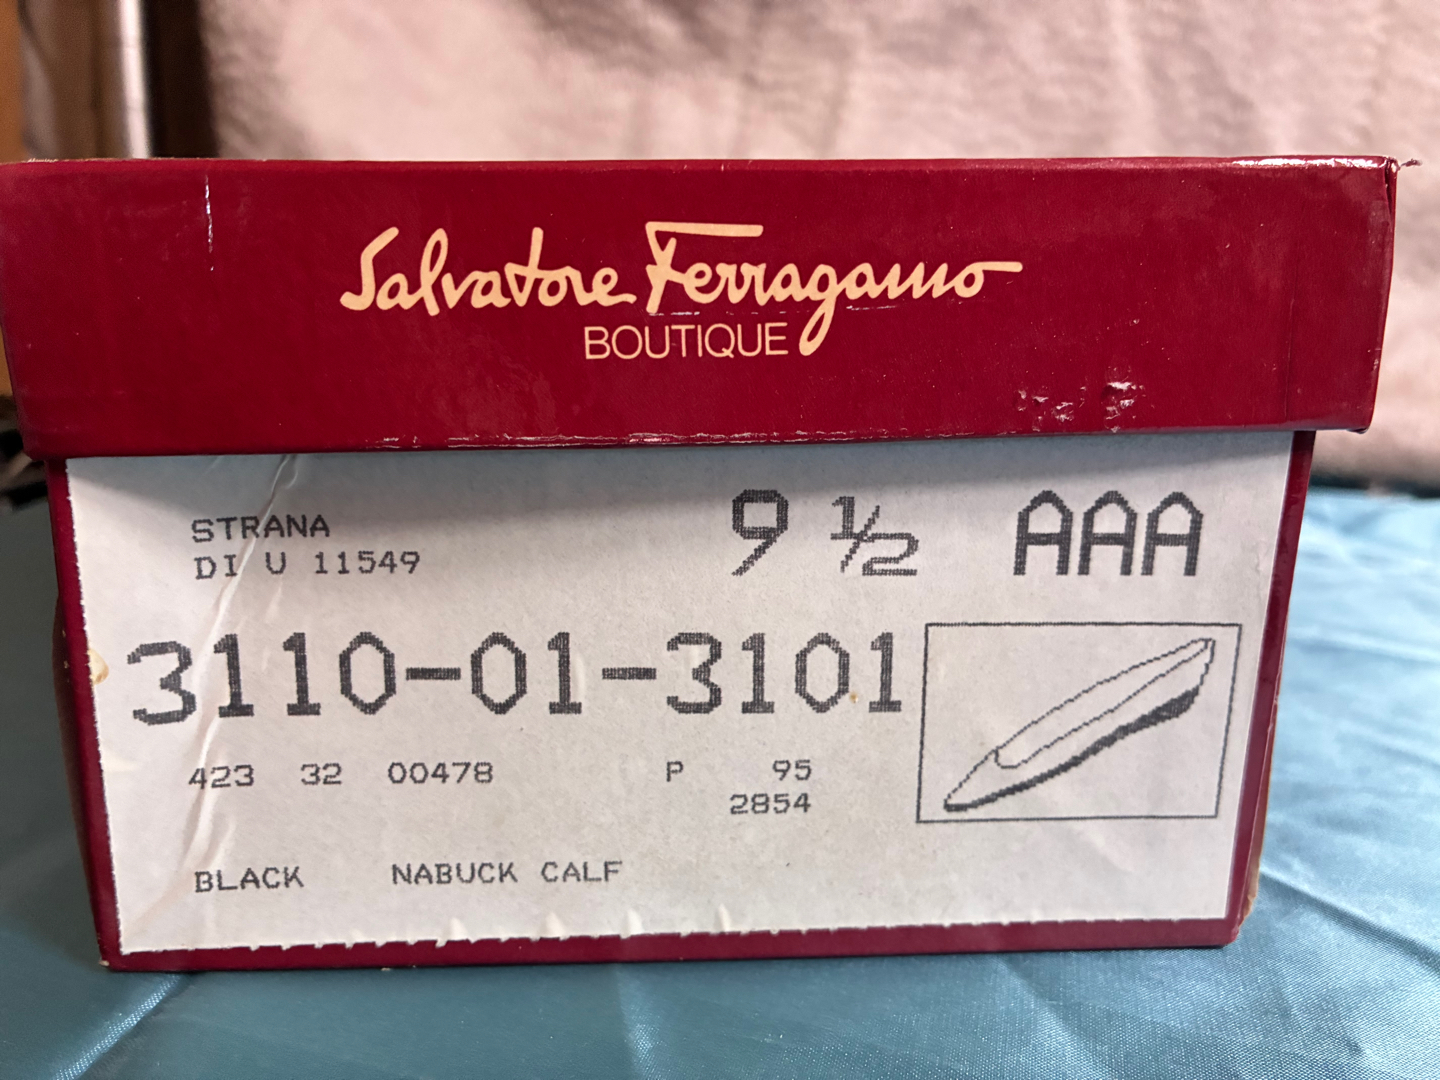 Salvatore Ferragamo
BOUTIQUE
STRANA
DI U 11549
9 ½ AAA
3110-01-3101
423 32 00478 P 95
2854
BLACK NABUCK CALF